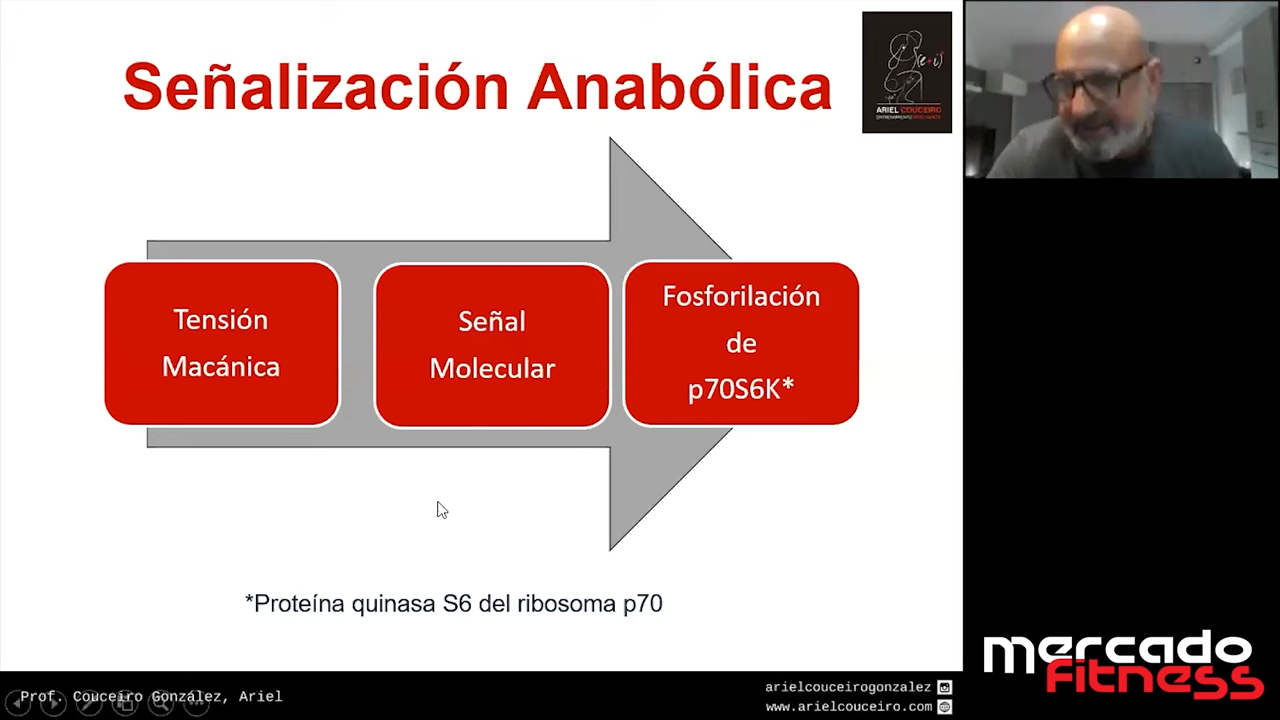 Señalización Anabólica
ARIEL COUCEIRO
Tensión
Macánica
Señal
Molecular
Fosforilación
de
p70S6K*
*Proteína quinasa S6 del ribosoma p70
Prof. Couceiro González, Ariel
arielcouceirogonzalez
www.arielcouceiro.com
mercado
fitness